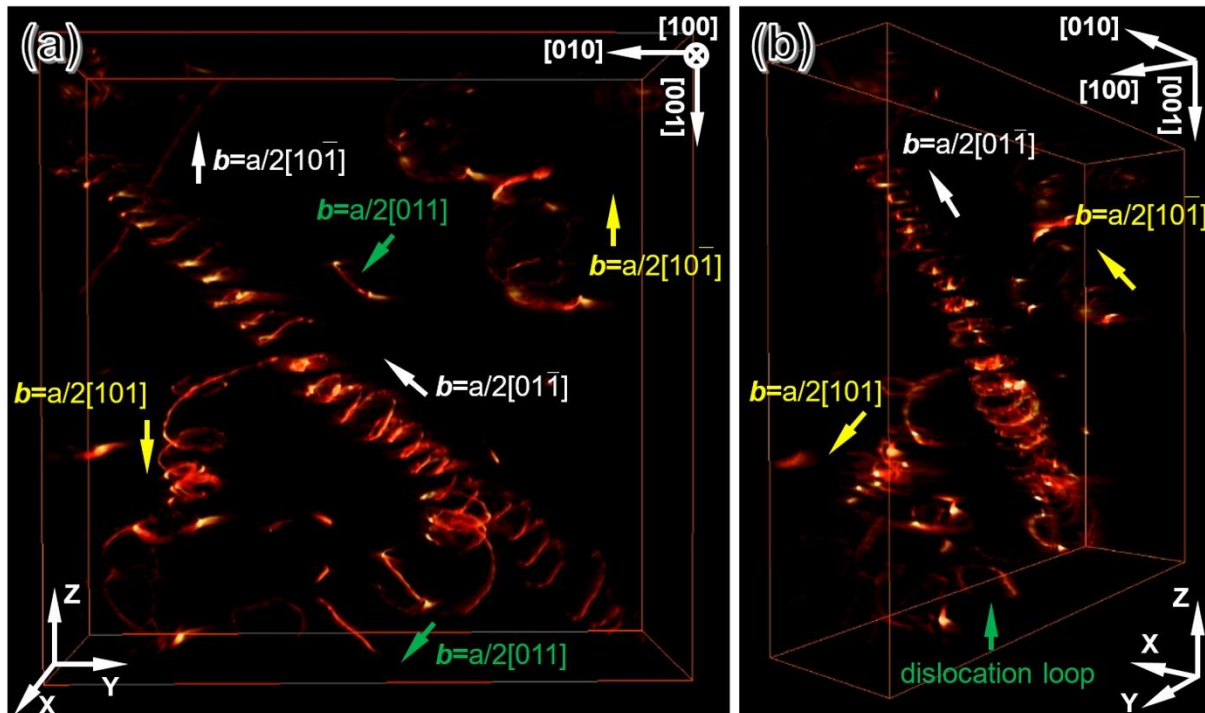 (a)
[100]
[010]
[001]
b=a/2[101̄]
b=a/2[011]
b=a/2[101̄]
b=a/2[011̄]
b=a/2[101]
b=a/2[011]
Z
Y
X
(b)
[010]
[100]
[001]
b=a/2[011̄]
b=a/2[101̄]
b=a/2[101]
dislocation loop
Z
X
Y